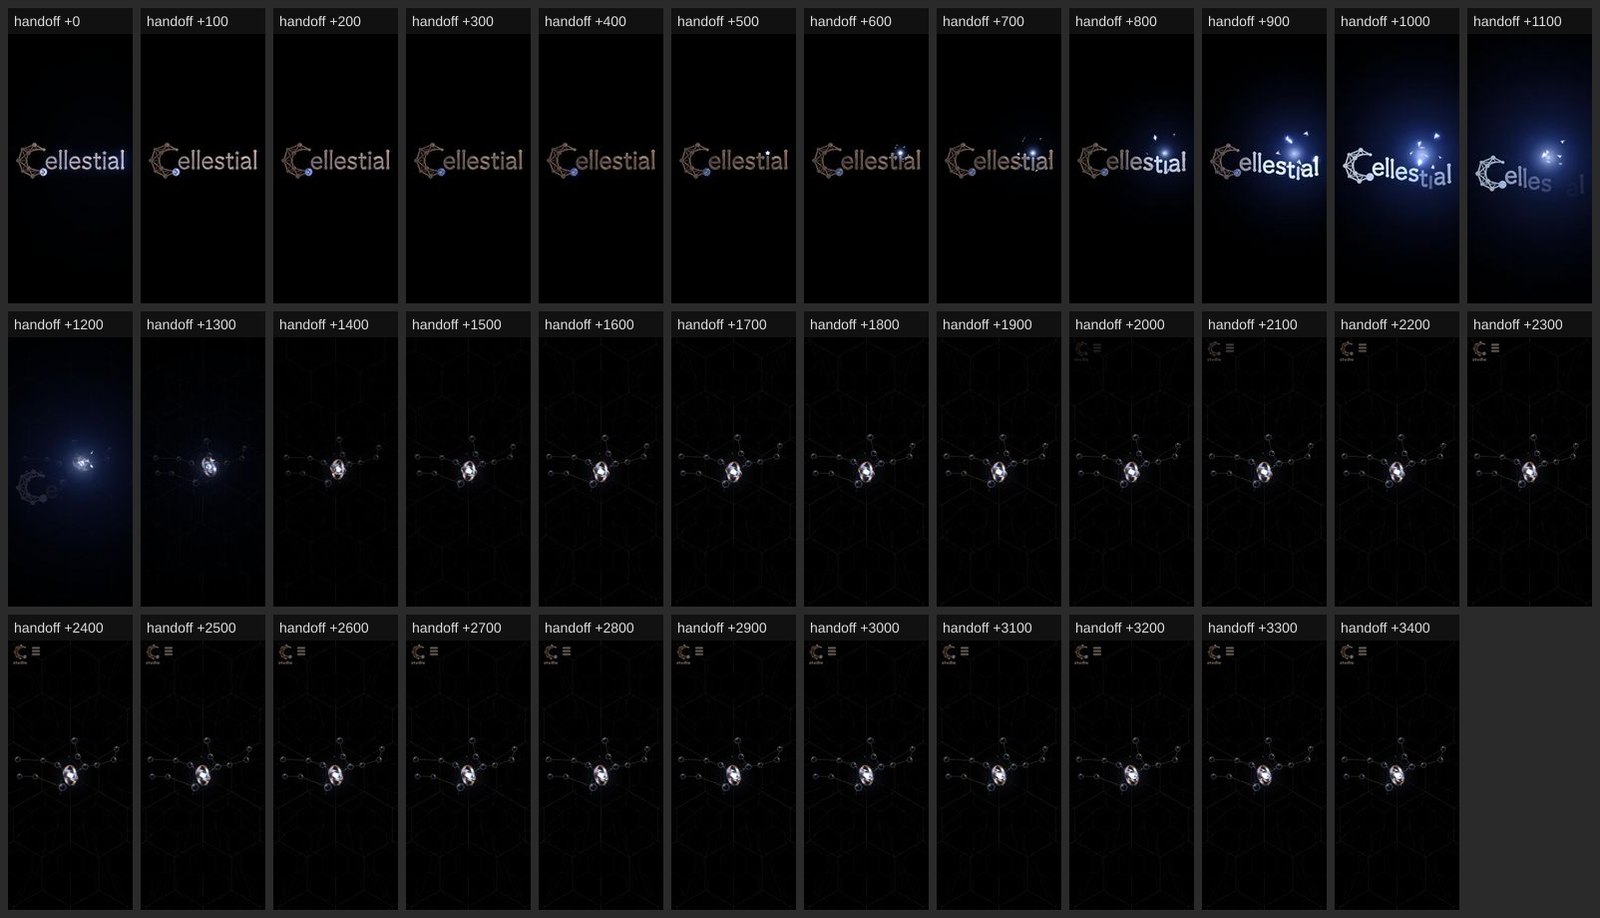 handoff +0
handoff +100
handoff +200
handoff +300
handoff +400
handoff +500
handoff +600
handoff +700
handoff +800
handoff +900
handoff +1000
handoff +1100
Cellestial
Cellestial
Cellestial
Cellestial
Cellestial
Cellestial
Cellestial
Cellestial
Cellestial
Cellestial
Cellestial
Celles al
handoff +1200
handoff +1300
handoff +1400
handoff +1500
handoff +1600
handoff +1700
handoff +1800
handoff +1900
handoff +2000
handoff +2100
handoff +2200
handoff +2300
C
handoff +2400
handoff +2500
handoff +2600
handoff +2700
handoff +2800
handoff +2900
handoff +3000
handoff +3100
handoff +3200
handoff +3300
handoff +3400